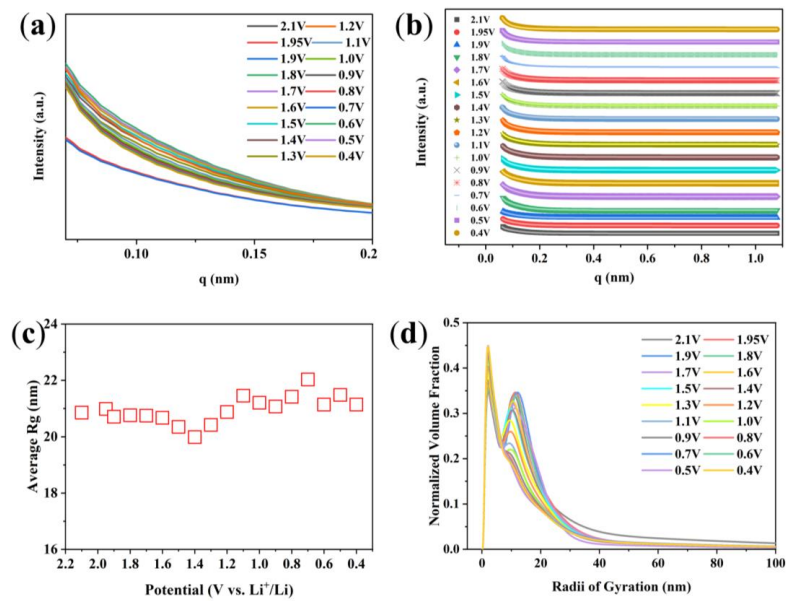 (a)
2.1V 1.2V
1.95V 1.1V
1.9V 1.0V
1.8V 0.9V
1.7V 0.8V
1.6V 0.7V
1.5V 0.6V
1.4V 0.5V
1.3V 0.4V
Intensity (a.u.)
0.10 0.15 0.2
q (nm)
(b)
2.1V
1.95V
1.9V
1.8V
1.7V
1.6V
1.5V
1.4V
1.3V
1.2V
1.1V
1.0V
0.9V
0.8V
0.7V
0.6V
0.5V
0.4V
Intensity (a.u.)
0.0 0.2 0.4 0.6 0.8 1.0
q (nm)
(c)
24
22
20
18
16
Average Rg (nm)
2.2 2.0 1.8 1.6 1.4 1.2 1.0 0.8 0.6 0.4
Potential (V vs. Li⁺/Li)
(d)
0.5
0.4
0.3
0.2
0.1
0.0
Normalized Volume Fraction
2.1V 1.95V
1.9V 1.8V
1.7V 1.6V
1.5V 1.4V
1.3V 1.2V
1.1V 1.0V
0.9V 0.8V
0.7V 0.6V
0.5V 0.4V
0 20 40 60 80 100
Radii of Gyration (nm)